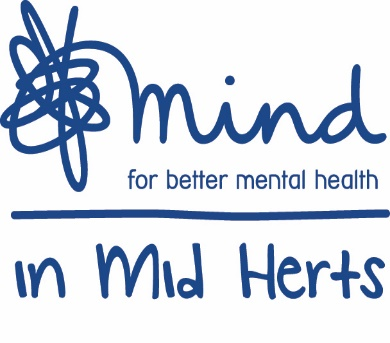 mind
for better mental health
in Mid Herts